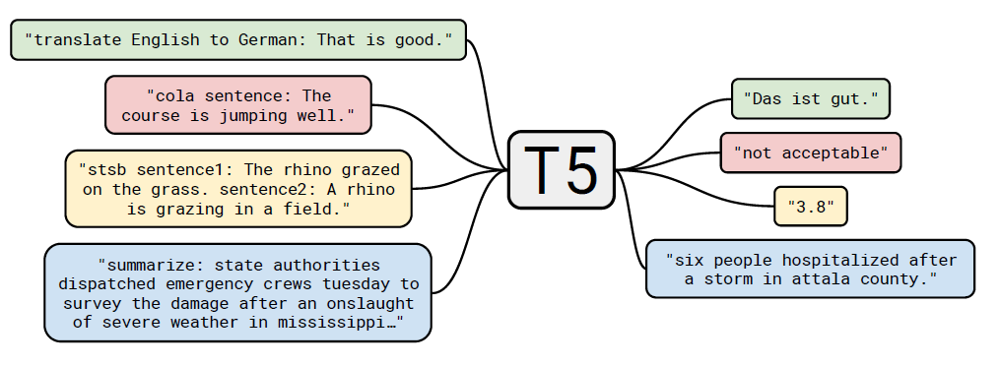 "translate English to German: That is good."
"cola sentence: The
course is jumping well."
"stsb sentence1: The rhino grazed
on the grass. sentence2: A rhino
is grazing in a field."
"summarize: state authorities
dispatched emergency crews tuesday to
survey the damage after an onslaught
of severe weather in mississippi…"
T5
"Das ist gut."
"not acceptable"
"3.8"
"six people hospitalized after
a storm in attala county."